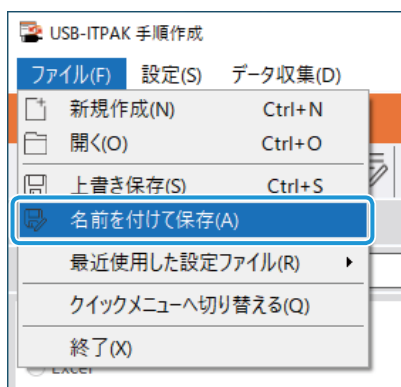 USB-ITPAK 手順作成
ファイル(F) 設定(S) データ収集(D)
新規作成(N) Ctrl+N
開く(O) Ctrl+O
上書き保存(S) Ctrl+S
名前を付けて保存(A)
最近使用した設定ファイル(R)
クイックメニューへ切り替える(Q)
終了(X)
Excel